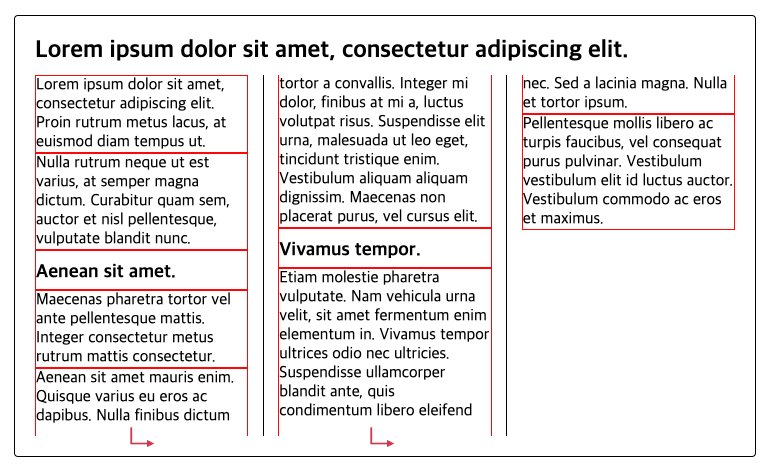 Lorem ipsum dolor sit amet, consectetur adipiscing elit.
Lorem ipsum dolor sit amet,
consectetur adipiscing elit.
Proin rutrum metus lacus, at
euismod diam tempus ut.
Nulla rutrum neque ut est
varius, at semper magna
dictum. Curabitur quam sem,
auctor et nisl pellentesque,
vulputate blandit nunc.
Aenean sit amet.
Maecenas pharetra tortor vel
ante pellentesque mattis.
Integer consectetur metus
rutrum mattis consectetur.
Aenean sit amet mauris enim.
Quisque varius eu eros ac
dapibus. Nulla finibus dictum
tortor a convallis. Integer mi
dolor, finibus at mi a, luctus
volutpat risus. Suspendisse elit
urna, malesuada ut leo eget,
tincidunt tristique enim.
Vestibulum aliquam aliquam
dignissim. Maecenas non
placerat purus, vel cursus elit.
Vivamus tempor.
Etiam molestie pharetra
vulputate. Nam vehicula urna
velit, sit amet fermentum enim
elementum in. Vivamus tempor
ultrices odio nec ultricies.
Suspendisse ullamcorper
blandit ante, quis
condimentum libero eleifend
nec. Sed a lacinia magna. Nulla
et tortor ipsum.
Pellentesque mollis libero ac
turpis faucibus, vel consequat
purus pulvinar. Vestibulum
vestibulum elit id luctus auctor.
Vestibulum commodo ac eros
et maximus.